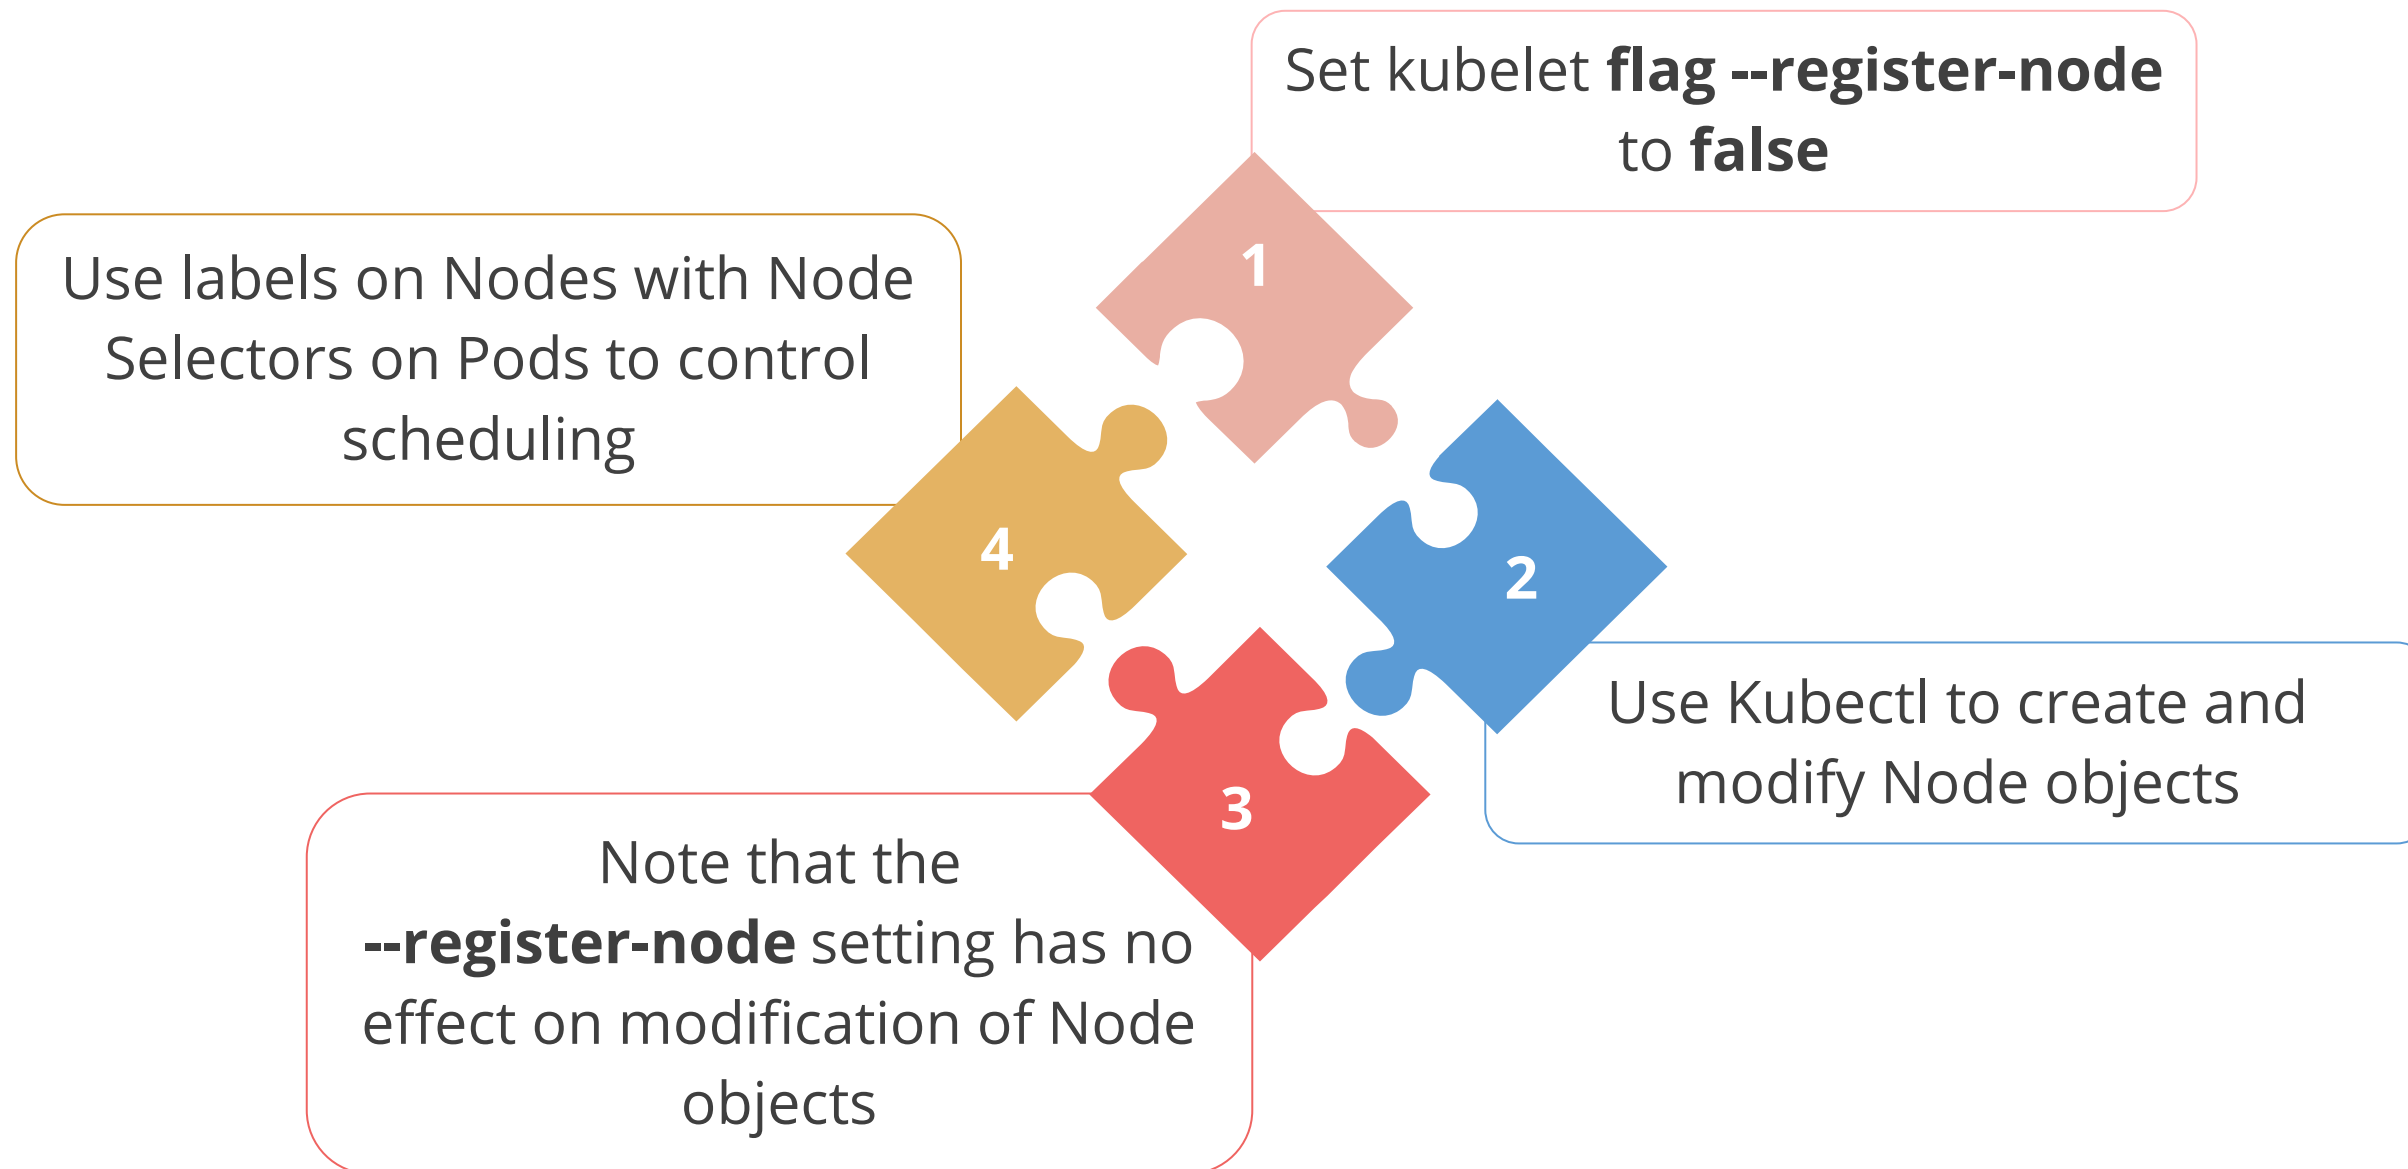 1
Set kubelet flag --register-node
to false
2
Use Kubectl to create and
modify Node objects
3
Note that the
--register-node setting has no
effect on modification of Node
objects
4
Use labels on Nodes with Node
Selectors on Pods to control
scheduling